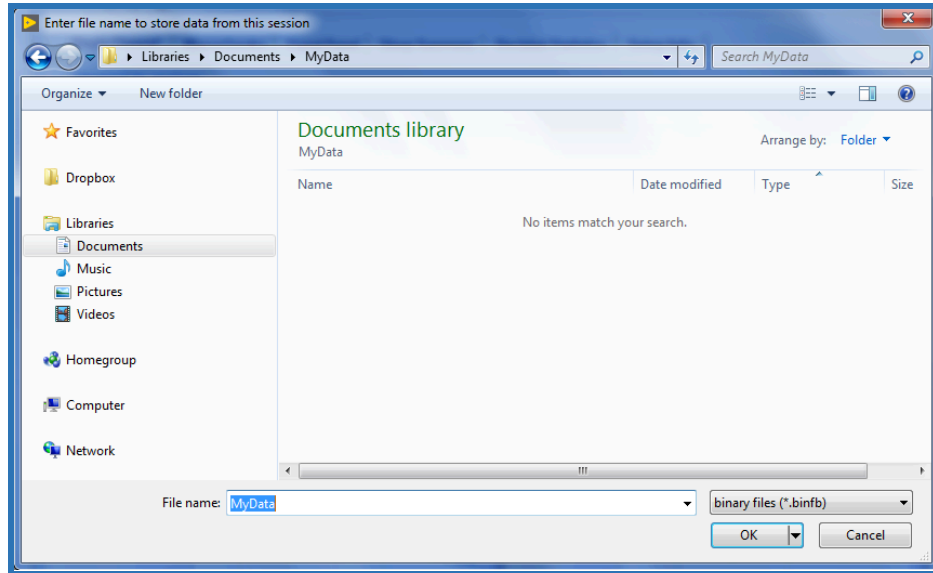 Enter file name to store data from this session
Libraries Documents MyData
Search MyData
Organize New folder
Favorites
Dropbox
Libraries
Documents
Music
Pictures
Videos
Homegroup
Computer
Network
Documents library
MyData
Arrange by: Folder
Name Date modified Type Size
No items match your search.
File name: MyData
binary files (*.binfb)
OK Cancel